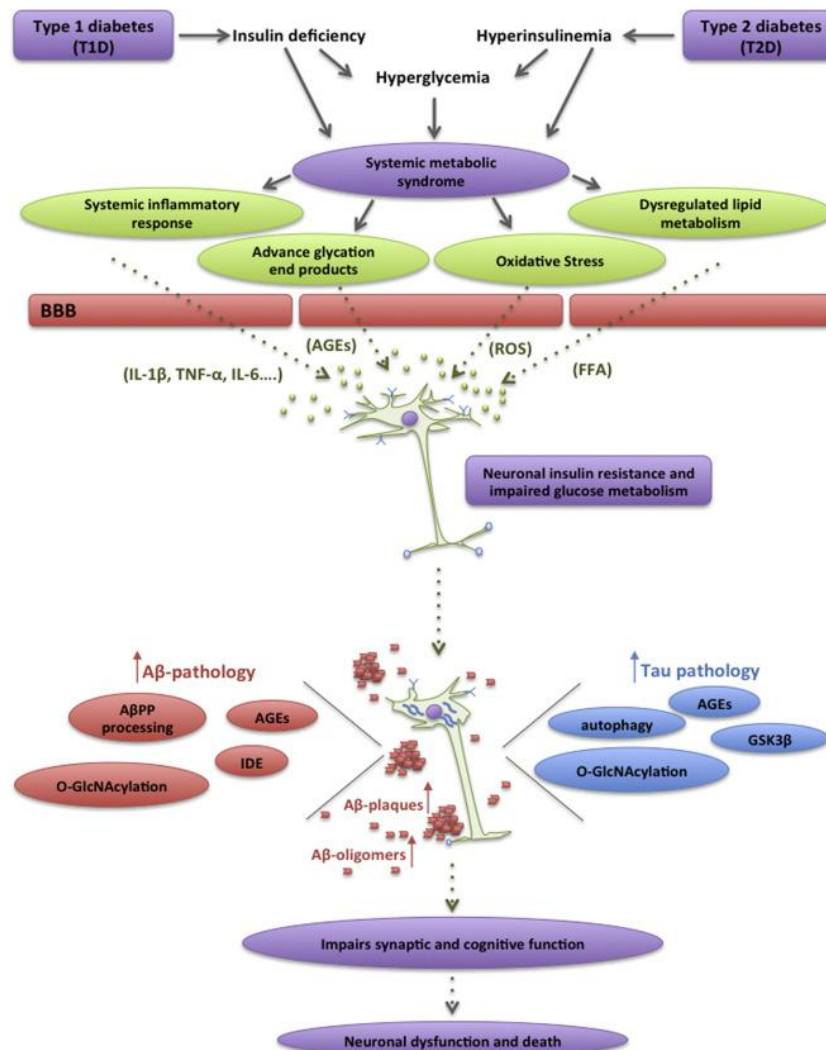 Type 1 diabetes
(T1D)
Insulin deficiency
Hyperinsulinemia
Type 2 diabetes
(T2D)
Hyperglycemia
Systemic metabolic
syndrome
Systemic inflammatory
response
Dysregulated lipid
metabolism
Advance glycation
end products
Oxidative Stress
BBB
(AGEs)
(ROS)
(IL-1β, TNF-α, IL-6....)
(FFA)
Neuronal insulin resistance and
impaired glucose metabolism
Aβ-pathology
AβPP
processing
AGEs
IDE
O-GlcNAcylation
Tau pathology
AGEs
autophagy
GSK3β
O-GlcNAcylation
Aβ-plaques
Aβ-oligomers
Impairs synaptic and cognitive function
Neuronal dysfunction and death